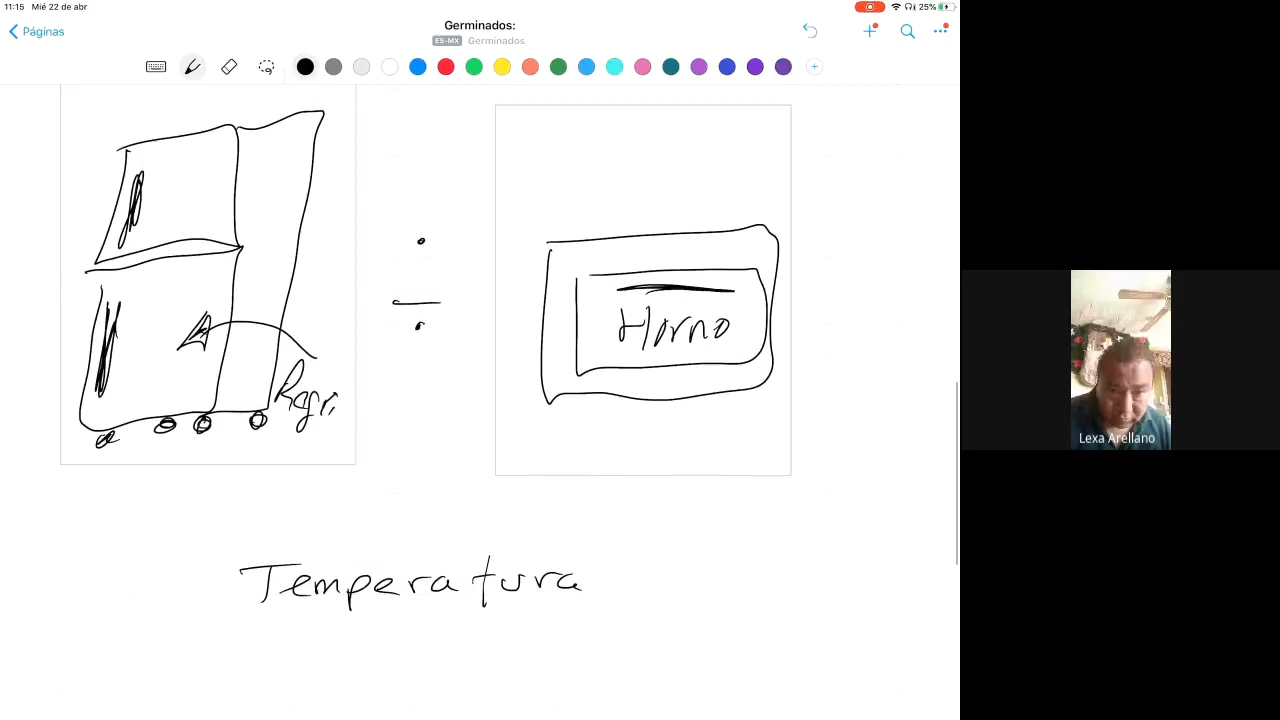 11:15 Mié 22 de abr
25%
Páginas
Germinados:
ES-MX Germinados
Horno
Refri
Temperatura
Lexa Arellano